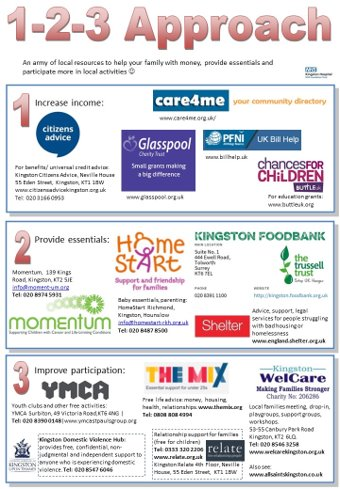 1-2-3 Approach
An army of local resources to help your family with money, provide essentials and
participate more in local activities ☺
NHS
Kingston Hospital
1 Increase income:
care4me your community directory
www.care4me.org.uk/
citizens
advice
For benefits/ universal credit advice:
Kingston Citizens Advice, Neville House
55 Eden Street, Kingston, KT1 1BW
www.citizensadvicekingston.org.uk
Tel: 020 3166 0953
Glasspool
Charity Trust
Small grants making
a big difference
www.glasspool.org.uk
PFNI UK Bill Help
www.billhelp.uk
CHANCES FOR
CHILDREN
BUTTLE UK
For education grants:
www.buttleuk.org
2 Provide essentials:
Momentum, 139 Kings
Road, Kingston, KT2 5JE
info@moment-um.org
Tel: 020 8974 5931
momentum
Supporting Children with Cancer and Life-Limiting Conditions
HOME
START
Support and friendship
for families
Baby essentials, parenting
HomeStart Richmond,
Kingston, Hounslow
info@homestart-rkh.org.uk
Tel: 020 8487 8500
KINGSTON FOODBANK
MAIN LOCATION
Suite No. 1
444 Ewell Road,
Tolworth
Surrey
KT6 7EL
the
trussell
trust
PHONE
020 8391 1100
WEBSITE
http://kingston.foodbank.org.uk
Shelter
Advice, support, legal
services for people struggling
with bad housing or
homelessness
www.england.shelter.org.uk
3 Improve participation:
YMCA
Youth clubs and other free activities:
YMCA Surbiton, 49 Victoria Road, KT6 4NG |
Tel: 020 8390 0148 | www.ymcastpaulsgroup.org
Kingston Domestic Violence Hub:
provides free, confidential, non-
judgmental and independent support to
anyone who is experiencing domestic
violence. Tel: 020 8547 6046
THE MIX
Essential support for under 25s
Free life advice: money, housing,
health, relationships. www.themix.org
Tel: 0808 808 4994
Relationship support for families
(free for children)
Tel: 0333 320 2206
www.relate.org.uk
Kingston Relate 4th Floor, Neville
House, 55 Eden Street, KT1 1BW
relate
Kingston
WelCare
Making Families Stronger
Charity No: 206286
Local families meeting, drop-in,
playgroups, support groups,
workshops.
53-55 Canbury Park Road
Kingston, KT2 6LQ.
www.welcarekingston.org.uk
Tel: 020 8546 3258
Also see:
www.allsaintskingston.co.uk